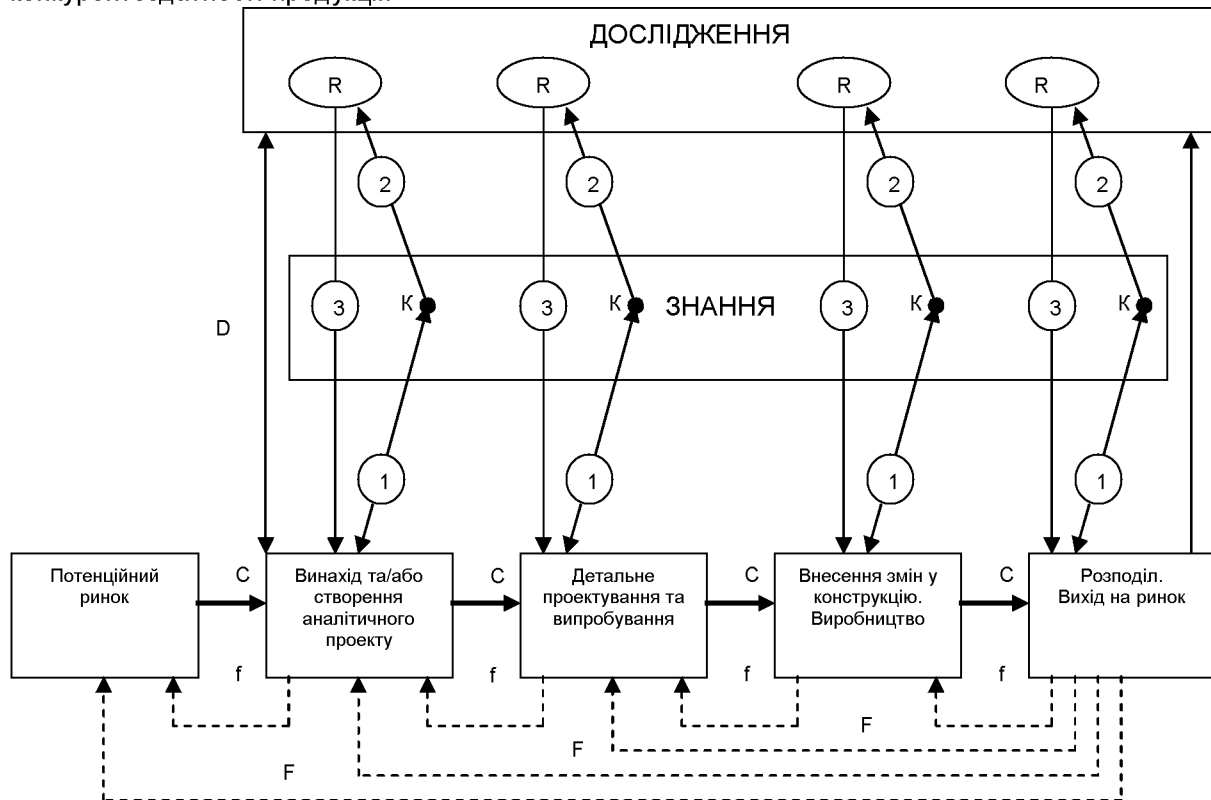 ДОСЛІДЖЕННЯ
R R R R
2 2 2 2
3 К 3 К ЗНАННЯ 3 К 3 К
D
1 1 1 1
Потенційний
ринок
C
Винахід та/або
створення
аналітичного
проекту
C
Детальне
проектування та
випробування
C
Внесення змін у
конструкцію.
Виробництво
C
Розподіл.
Вихід на ринок
f f f f
F
F
F